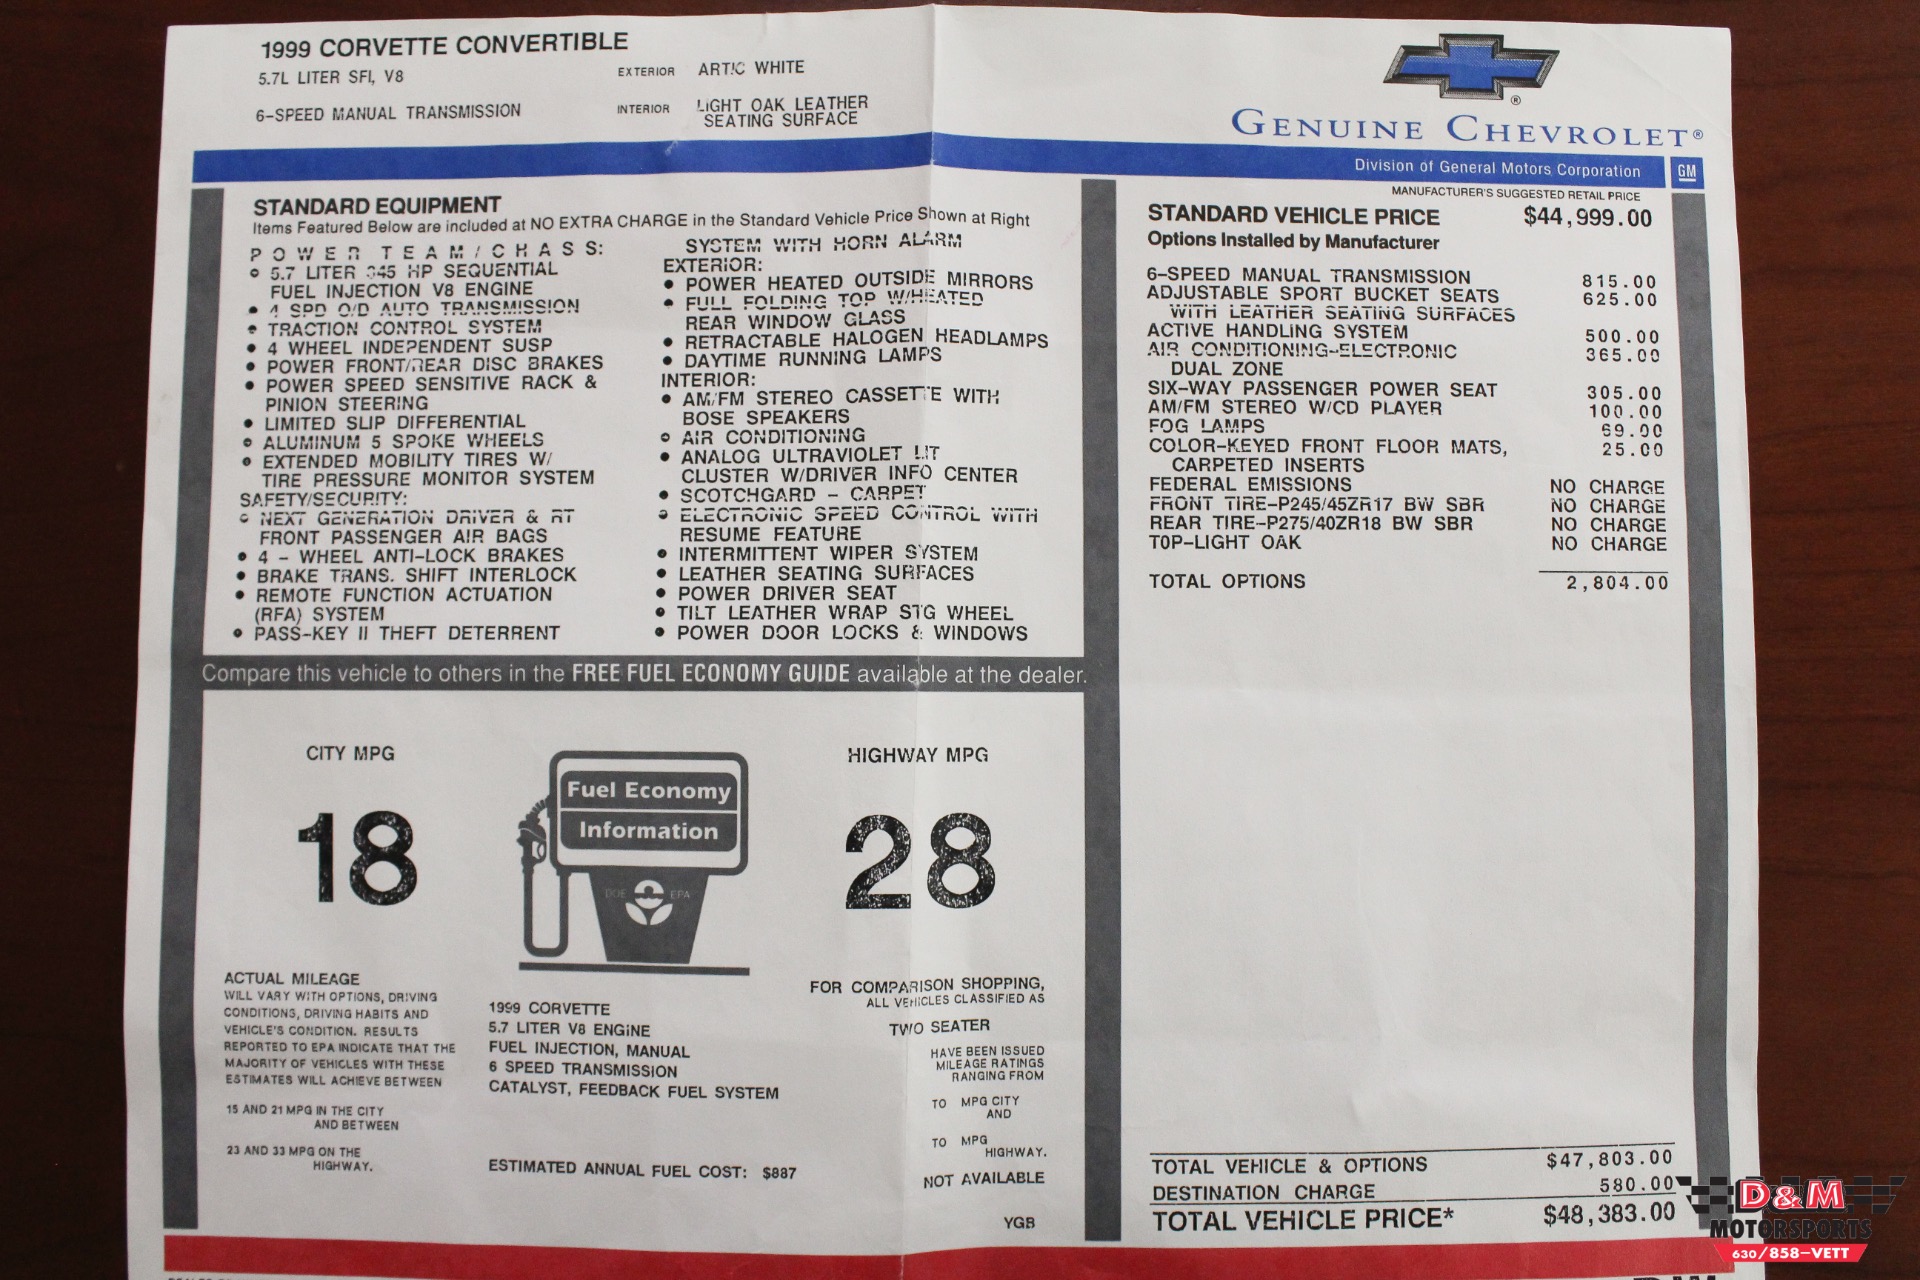 1999 CORVETTE CONVERTIBLE
5.7L LITER SFI, V8
6-SPEED MANUAL TRANSMISSION
EXTERIOR ARTIC WHITE
INTERIOR LIGHT OAK LEATHER
SEATING SURFACE
GENUINE CHEVROLET®
Division of General Motors Corporation
GM
STANDARD EQUIPMENT
Items Featured Below are included at NO EXTRA CHARGE in the Standard Vehicle Price Shown at Right
POWER TEAM/CHASS:
• 5.7 LITER 345 HP SEQUENTIAL
FUEL INJECTION V8 ENGINE
• 4 SPD O/D AUTO TRANSMISSION
• TRACTION CONTROL SYSTEM
• 4 WHEEL INDEPENDENT SUSP
• POWER FRONT/REAR DISC BRAKES
• POWER SPEED SENSITIVE RACK &
PINION STEERING
• LIMITED SLIP DIFFERENTIAL
• ALUMINUM 5 SPOKE WHEELS
• EXTENDED MOBILITY TIRES W/
TIRE PRESSURE MONITOR SYSTEM
SAFETY/SECURITY:
• NEXT GENERATION DRIVER & RT
FRONT PASSENGER AIR BAGS
• 4 - WHEEL ANTI-LOCK BRAKES
• BRAKE TRANS. SHIFT INTERLOCK
• REMOTE FUNCTION ACTUATION
(RFA) SYSTEM
• PASS-KEY II THEFT DETERRENT
SYSTEM WITH HORN ALARM
EXTERIOR:
• POWER HEATED OUTSIDE MIRRORS
• FULL FOLDING TOP W/HEATED
REAR WINDOW GLASS
• RETRACTABLE HALOGEN HEADLAMPS
• DAYTIME RUNNING LAMPS
INTERIOR:
• AM/FM STEREO CASSETTE WITH
BOSE SPEAKERS
• AIR CONDITIONING
• ANALOG ULTRAVIOLET LIT
CLUSTER W/DRIVER INFO CENTER
• SCOTCHGARD - CARPET
• ELECTRONIC SPEED CONTROL WITH
RESUME FEATURE
• INTERMITTENT WIPER SYSTEM
• LEATHER SEATING SURFACES
• POWER DRIVER SEAT
• TILT LEATHER WRAP STG WHEEL
• POWER DOOR LOCKS & WINDOWS
MANUFACTURER'S SUGGESTED RETAIL PRICE
STANDARD VEHICLE PRICE $44,999.00
Options Installed by Manufacturer
6-SPEED MANUAL TRANSMISSION 815.00
ADJUSTABLE SPORT BUCKET SEATS 625.00
WITH LEATHER SEATING SURFACES
ACTIVE HANDLING SYSTEM 500.00
AIR CONDITIONING-ELECTRONIC 365.00
DUAL ZONE
SIX-WAY PASSENGER POWER SEAT 305.00
AM/FM STEREO W/CD PLAYER 100.00
FOG LAMPS 69.00
COLOR-KEYED FRONT FLOOR MATS, 25.00
CARPETED INSERTS
FEDERAL EMISSIONS NO CHARGE
FRONT TIRE-P245/45ZR17 BW SBR NO CHARGE
REAR TIRE-P275/40ZR18 BW SBR NO CHARGE
TOP-LIGHT OAK NO CHARGE
TOTAL OPTIONS 2,804.00
Compare this vehicle to others in the FREE FUEL ECONOMY GUIDE available at the dealer.
CITY MPG
18
Fuel Economy
Information
DOE EPA
HIGHWAY MPG
28
ACTUAL MILEAGE
WILL VARY WITH OPTIONS, DRIVING
CONDITIONS, DRIVING HABITS AND
VEHICLE'S CONDITION. RESULTS
REPORTED TO EPA INDICATE THAT THE
MAJORITY OF VEHICLES WITH THESE
ESTIMATES WILL ACHIEVE BETWEEN
15 AND 21 MPG IN THE CITY
AND BETWEEN
23 AND 33 MPG ON THE
HIGHWAY.
1999 CORVETTE
5.7 LITER V8 ENGINE
FUEL INJECTION, MANUAL
6 SPEED TRANSMISSION
CATALYST, FEEDBACK FUEL SYSTEM
ESTIMATED ANNUAL FUEL COST: $887
FOR COMPARISON SHOPPING,
ALL VEHICLES CLASSIFIED AS
TWO SEATER
HAVE BEEN ISSUED
MILEAGE RATINGS
RANGING FROM
TO MPG CITY
AND
TO MPG
HIGHWAY.
NOT AVAILABLE
YGB
TOTAL VEHICLE & OPTIONS $47,803.00
DESTINATION CHARGE 580.00
TOTAL VEHICLE PRICE* $48,383.00
D&M
MOTORSPORTS
630/858-VETT